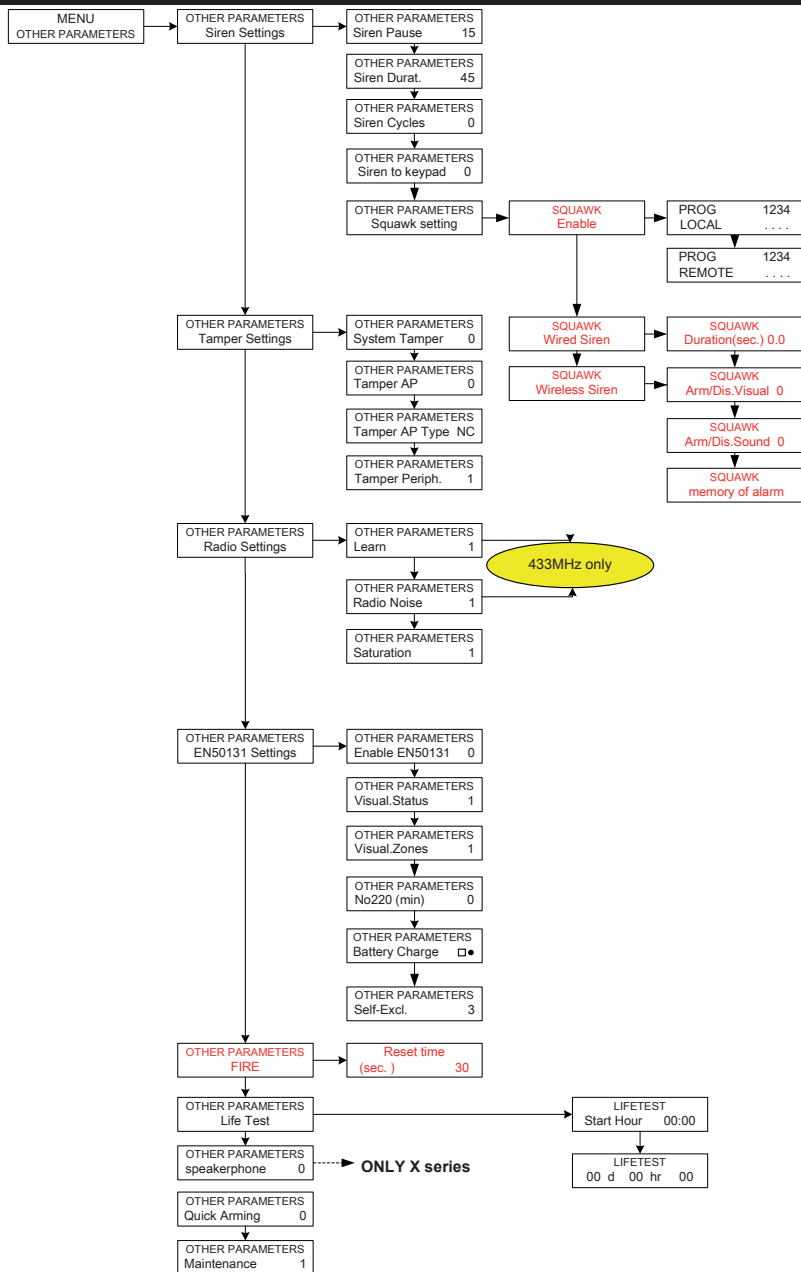 MENU
OTHER PARAMETERS
OTHER PARAMETERS
Siren Settings
OTHER PARAMETERS
Siren Pause 15
OTHER PARAMETERS
Siren Durat. 45
OTHER PARAMETERS
Siren Cycles 0
OTHER PARAMETERS
Siren to keypad 0
OTHER PARAMETERS
Squawk setting
SQUAWK
Enable
PROG 1234
LOCAL . . . .
PROG 1234
REMOTE . . . .
SQUAWK
Wired Siren
SQUAWK
Duration(sec.) 0.0
SQUAWK
Wireless Siren
SQUAWK
Arm/Dis.Visual 0
SQUAWK
Arm/Dis.Sound 0
SQUAWK
memory of alarm
OTHER PARAMETERS
Tamper Settings
OTHER PARAMETERS
System Tamper 0
OTHER PARAMETERS
Tamper AP 0
OTHER PARAMETERS
Tamper AP Type NC
OTHER PARAMETERS
Tamper Periph. 1
OTHER PARAMETERS
Radio Settings
OTHER PARAMETERS
Learn 1
433MHz only
OTHER PARAMETERS
Radio Noise 1
OTHER PARAMETERS
Saturation 1
OTHER PARAMETERS
EN50131 Settings
OTHER PARAMETERS
Enable EN50131 0
OTHER PARAMETERS
Visual.Status 1
OTHER PARAMETERS
Visual.Zones 1
OTHER PARAMETERS
No220 (min) 0
OTHER PARAMETERS
Battery Charge □●
OTHER PARAMETERS
Self-Excl. 3
OTHER PARAMETERS
FIRE
Reset time
(sec. ) 30
OTHER PARAMETERS
Life Test
LIFETEST
Start Hour 00:00
LIFETEST
00 d 00 hr 00
OTHER PARAMETERS
speakerphone 0
ONLY X series
OTHER PARAMETERS
Quick Arming 0
OTHER PARAMETERS
Maintenance 1